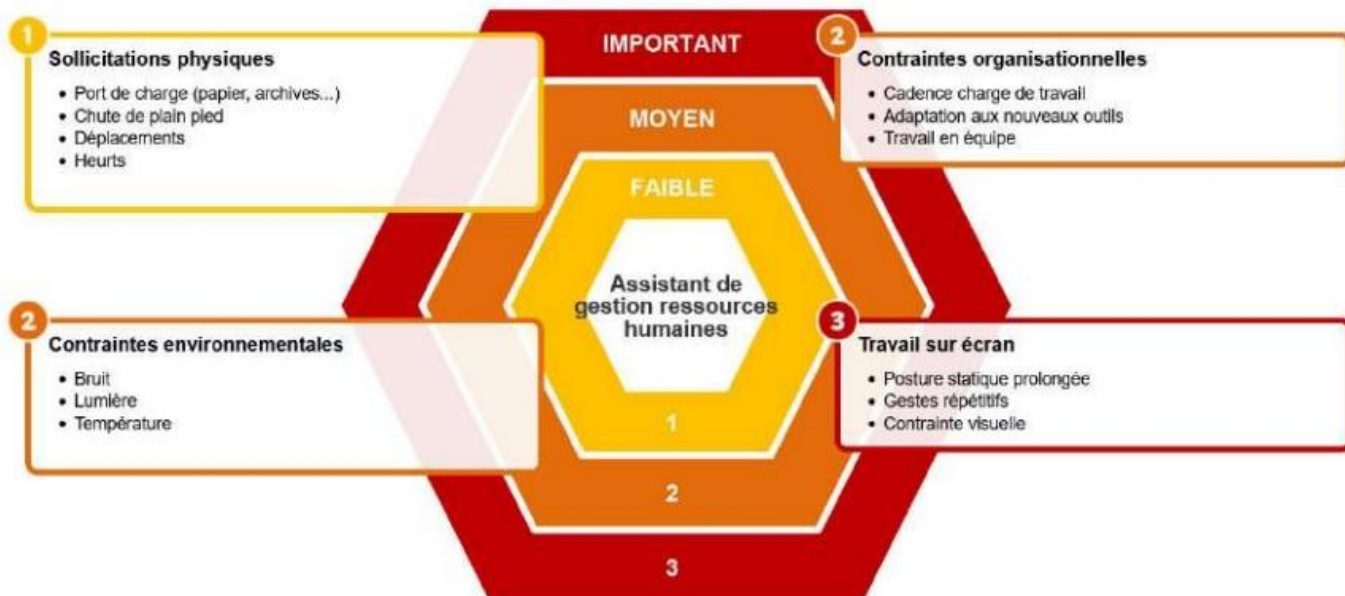 IMPORTANT
MOYEN
FAIBLE
Assistant de
gestion ressources
humaines
1
2
3
1
Sollicitations physiques
• Port de charge (papier, archives...)
• Chute de plain pied
• Déplacements
• Heurts
2
Contraintes organisationnelles
• Cadence charge de travail
• Adaptation aux nouveaux outils
• Travail en équipe
2
Contraintes environnementales
• Bruit
• Lumière
• Température
3
Travail sur écran
• Posture statique prolongée
• Gestes répétitifs
• Contrainte visuelle